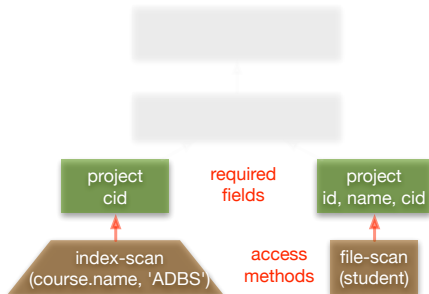 project
cid
required
fields
project
id, name, cid
index-scan
(course.name, 'ADBS')
access
methods
file-scan
(student)